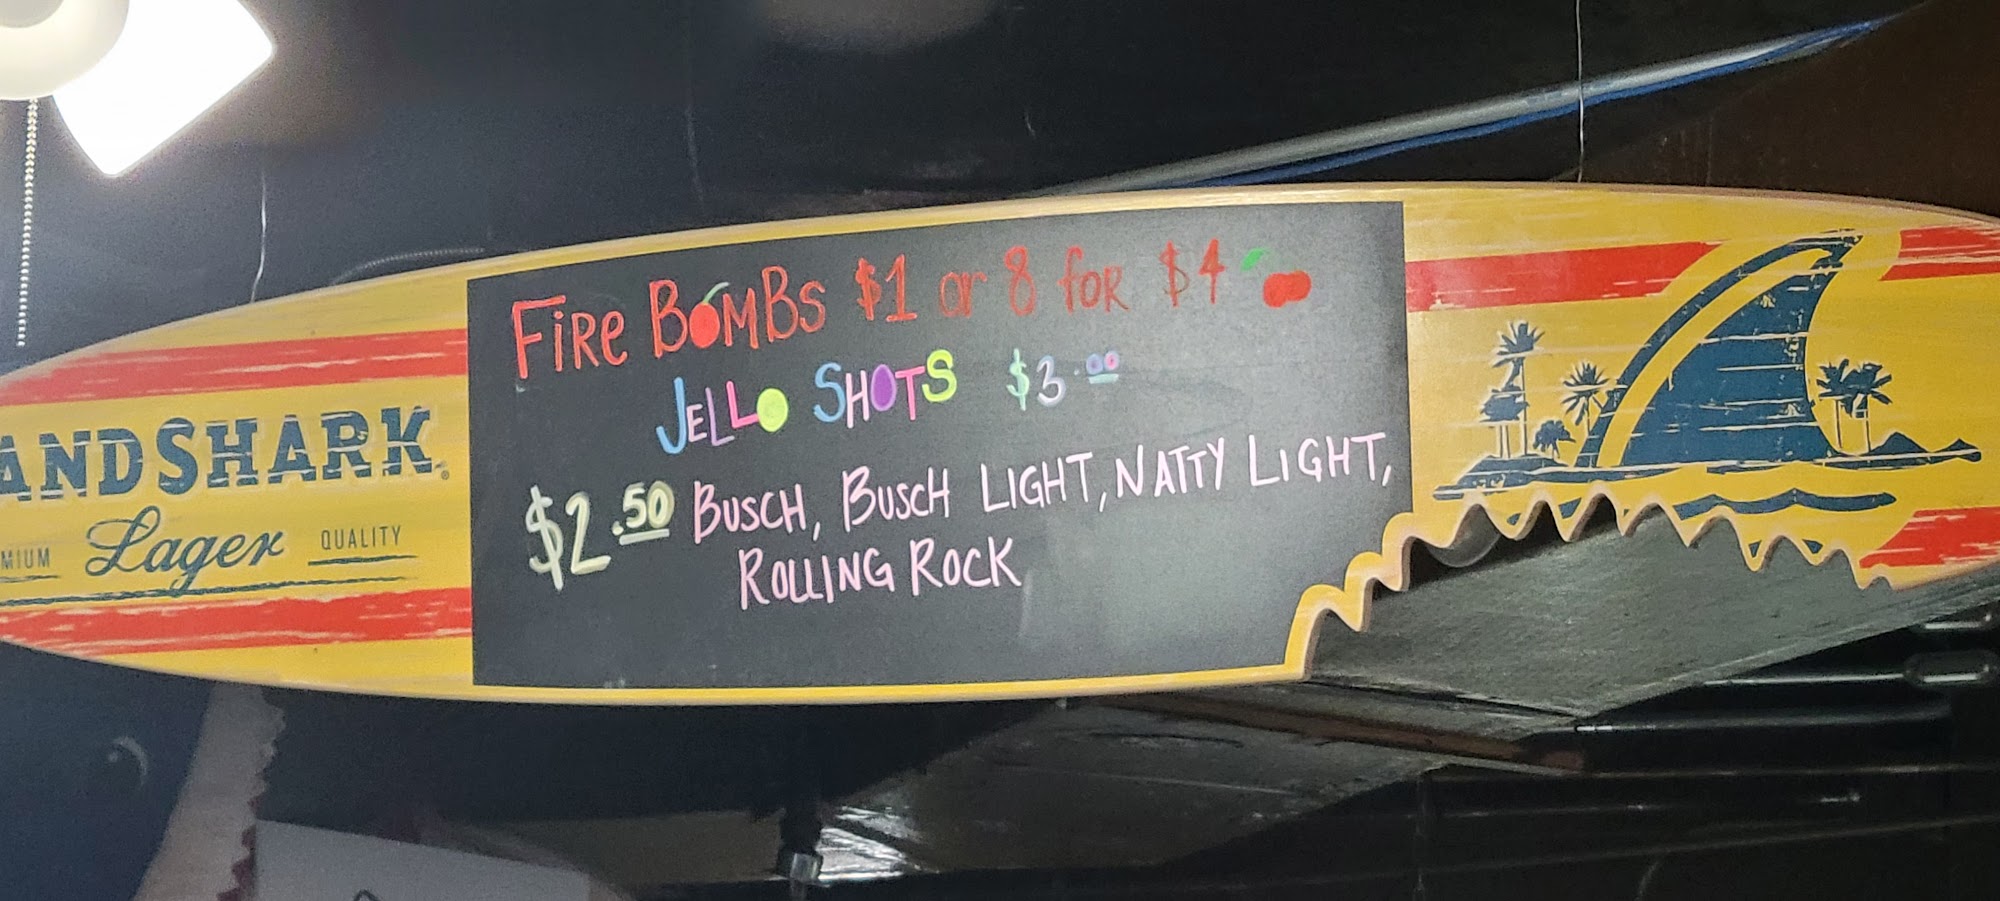 FIRE BOMBS $1 or 8 for $4
JELLO SHOTS $3.00
$2.50 BUSCH, BUSCH LIGHT, NATTY LIGHT,
ROLLING ROCK
ANDSHARK®
MIUM Lager QUALITY